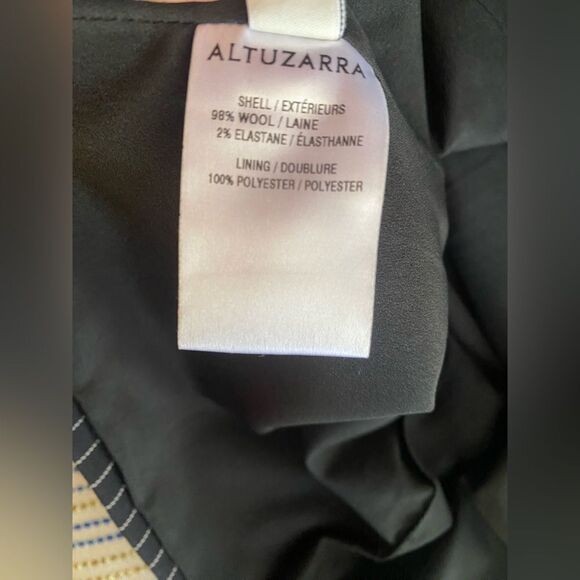 ALTUZARRA
SHELL / EXTÉRIEURS
98% WOOL / LAINE
2% ELASTANE / ÉLASTHANNE
LINING / DOUBLURE
100% POLYESTER / POLYESTER